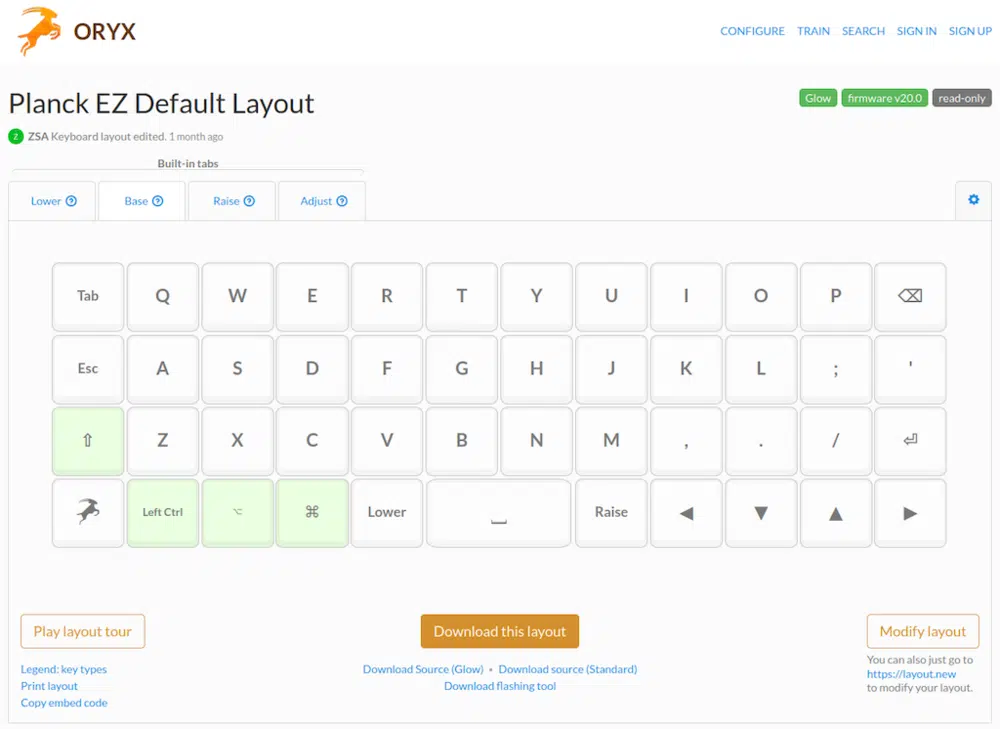 ORYX
CONFIGURE TRAIN SEARCH SIGN IN SIGN UP
Planck EZ Default Layout
Glow firmware v20.0 read-only
z ZSA Keyboard layout edited. 1 month ago
Built-in tabs
Lower ? Base ? Raise ? Adjust ?
Tab Q W E R T Y U I O P ⌫
Esc A S D F G H J K L ; '
⇧ Z X C V B N M , . / ⏎
Left Ctrl ⌥ ⌘ Lower ⎵ Raise ◀ ▼ ▲ ▶
Play layout tour
Download this layout
Modify layout
Legend: key types
Print layout
Copy embed code
Download Source (Glow) • Download source (Standard)
Download flashing tool
You can also just go to
https://layout.new
to modify your layout.